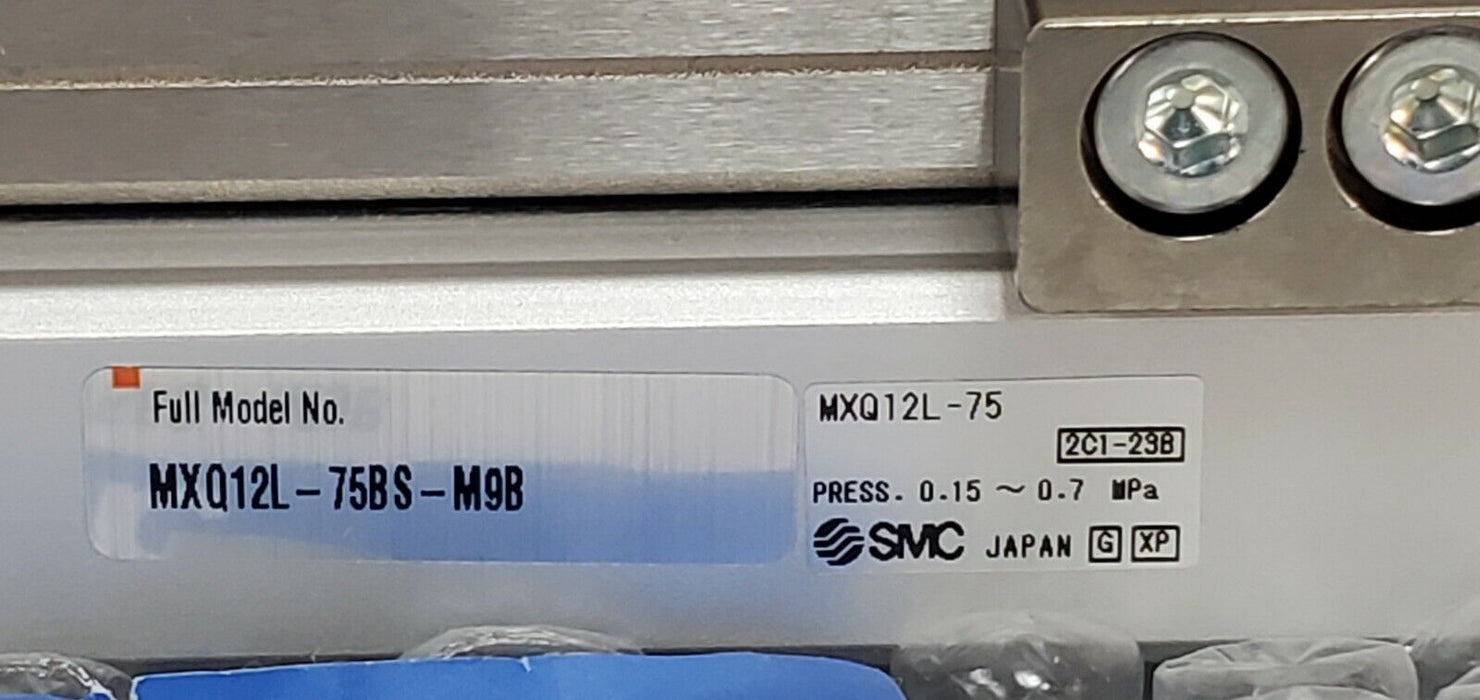 Full Model No.
MXQ12L-75BS-M9B
MXQ12L-75
2C1-23B
PRESS. 0.15 ~ 0.7 MPa
SMC JAPAN G XP